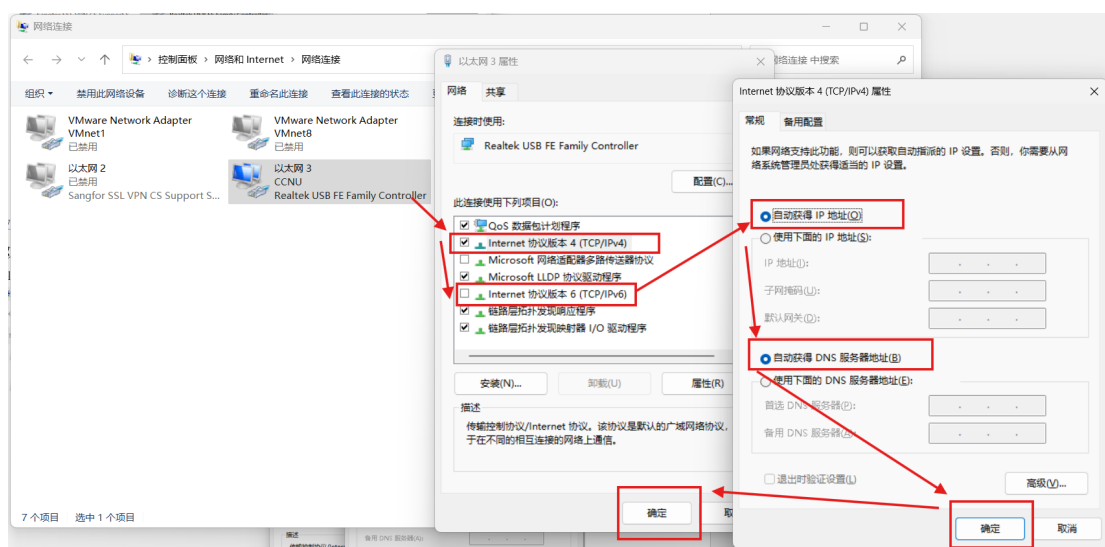 网络连接
控制面板 › 网络和 Internet › 网络连接
网络连接 中搜索
组织
禁用此网络设备
诊断这个连接
重命名此连接
查看此连接的状态
VMware Network Adapter
VMnet1
已禁用
VMware Network Adapter
VMnet8
已禁用
以太网 2
已禁用
Sangfor SSL VPN CS Support S...
以太网 3
CCNU
Realtek USB FE Family Controller
7 个项目 选中 1 个项目
以太网 3 属性
网络 共享
连接时使用:
Realtek USB FE Family Controller
配置(C)...
此连接使用下列项目(O):
QoS 数据包计划程序
Internet 协议版本 4 (TCP/IPv4)
Microsoft 网络适配器多路传送器协议
Microsoft LLDP 协议驱动程序
Internet 协议版本 6 (TCP/IPv6)
链路层拓扑发现响应程序
链路层拓扑发现映射器 I/O 驱动程序
安装(N)...
卸载(U)
属性(R)
描述
传输控制协议/Internet 协议。该协议是默认的广域网络协议，
于在不同的相互连接的网络上通信。
确定
Internet 协议版本 4 (TCP/IPv4) 属性
常规 备用配置
如果网络支持此功能，则可以获取自动指派的 IP 设置。否则，你需要从网
络系统管理员处获得适当的 IP 设置。
自动获得 IP 地址(O)
使用下面的 IP 地址(S):
IP 地址(I):
子网掩码(U):
默认网关(D):
自动获得 DNS 服务器地址(B)
使用下面的 DNS 服务器地址(E):
首选 DNS 服务器(P):
备用 DNS 服务器(A):
退出时验证设置(L)
高级(V)...
确定
取消
描述
备用 DNS 服务器(A):